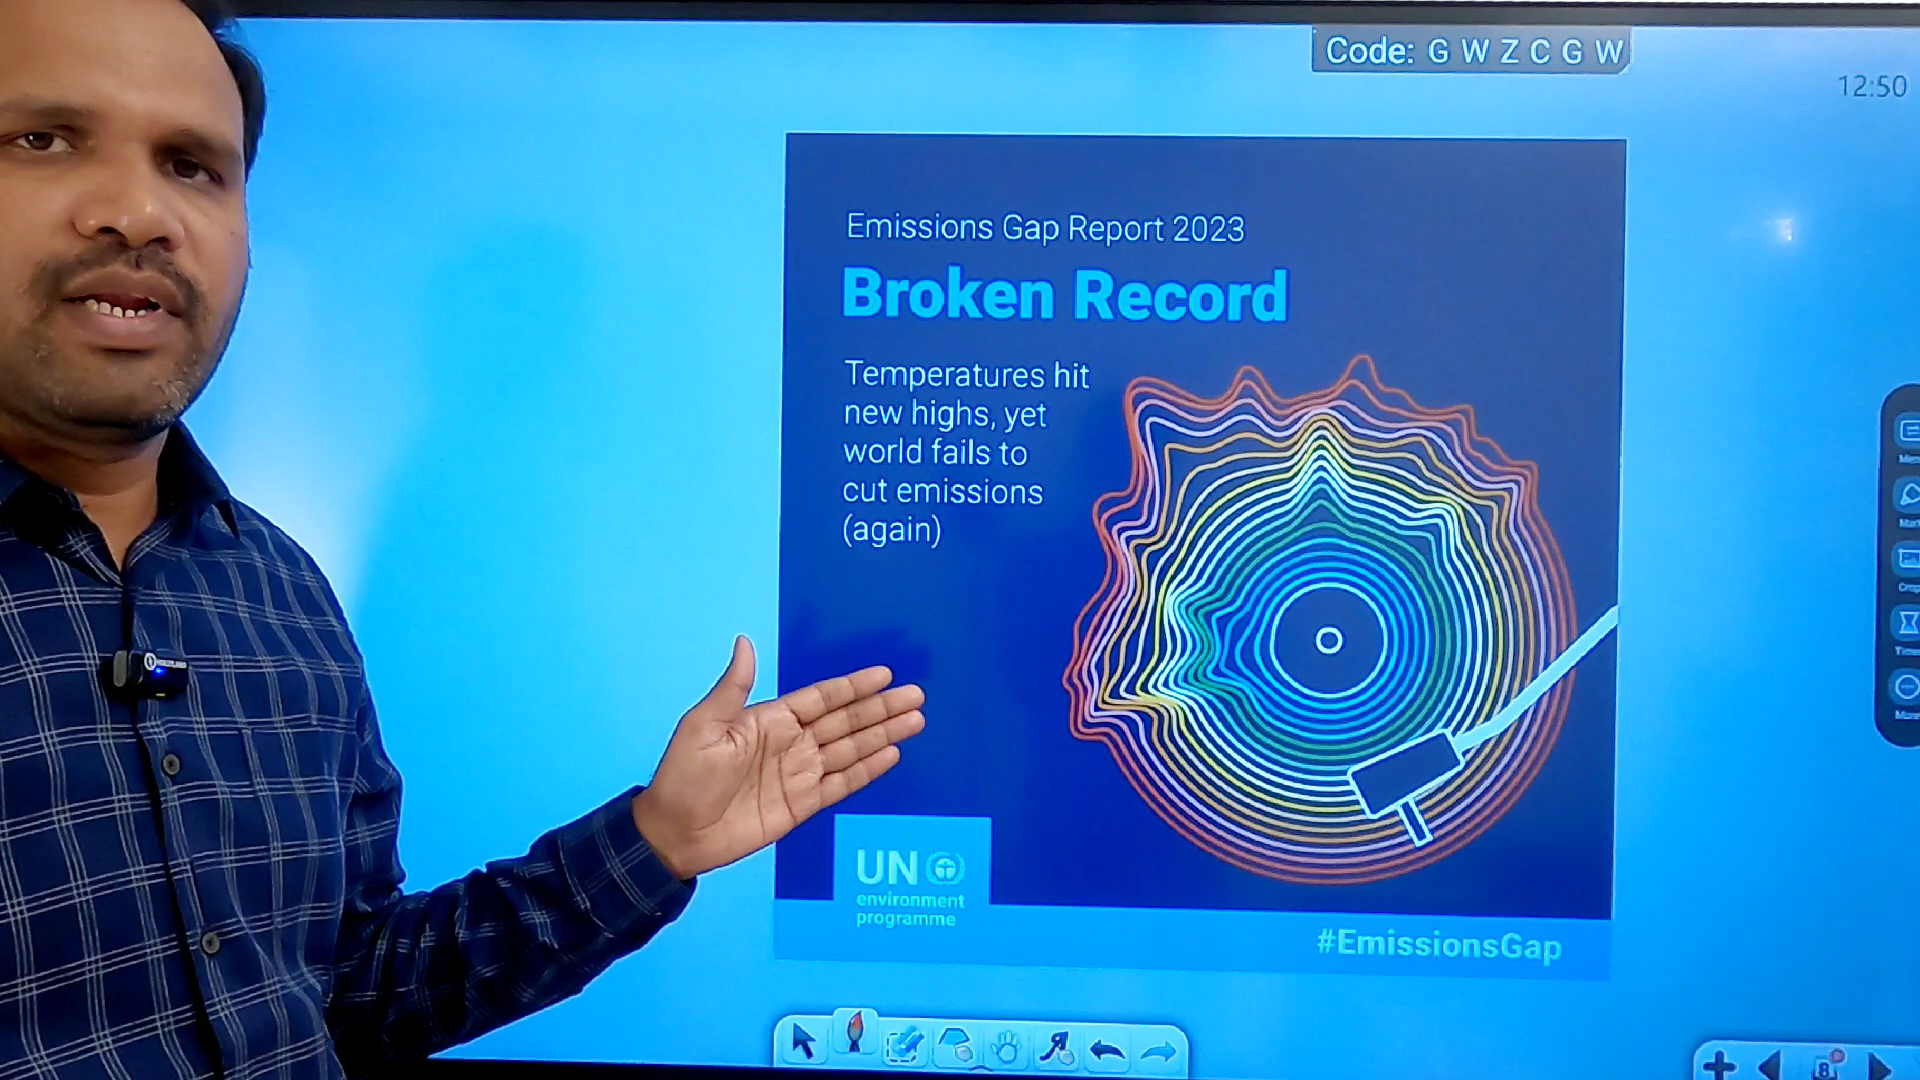 Code: G W Z C G W
12:50
Emissions Gap Report 2023
Broken Record
Temperatures hit
new highs, yet
world fails to
cut emissions
(again)
UN
environment
programme
#EmissionsGap
8